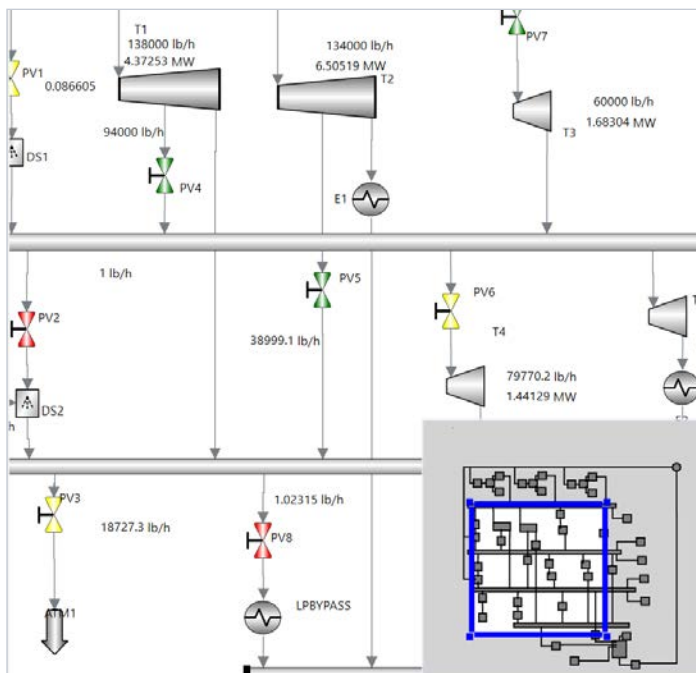 T1
138000 lb/h
4.37253 MW
134000 lb/h
6.50519 MW
T2
PV7
PV1
0.086605
60000 lb/h
1.68304 MW
T3
94000 lb/h
DS1
PV4
E1
1 lb/h
PV5
PV6
PV2
38999.1 lb/h
T4
79770.2 lb/h
1.44129 MW
DS2
h
PV3
1.02315 lb/h
18727.3 lb/h
PV8
ATM1
LPBYPASS